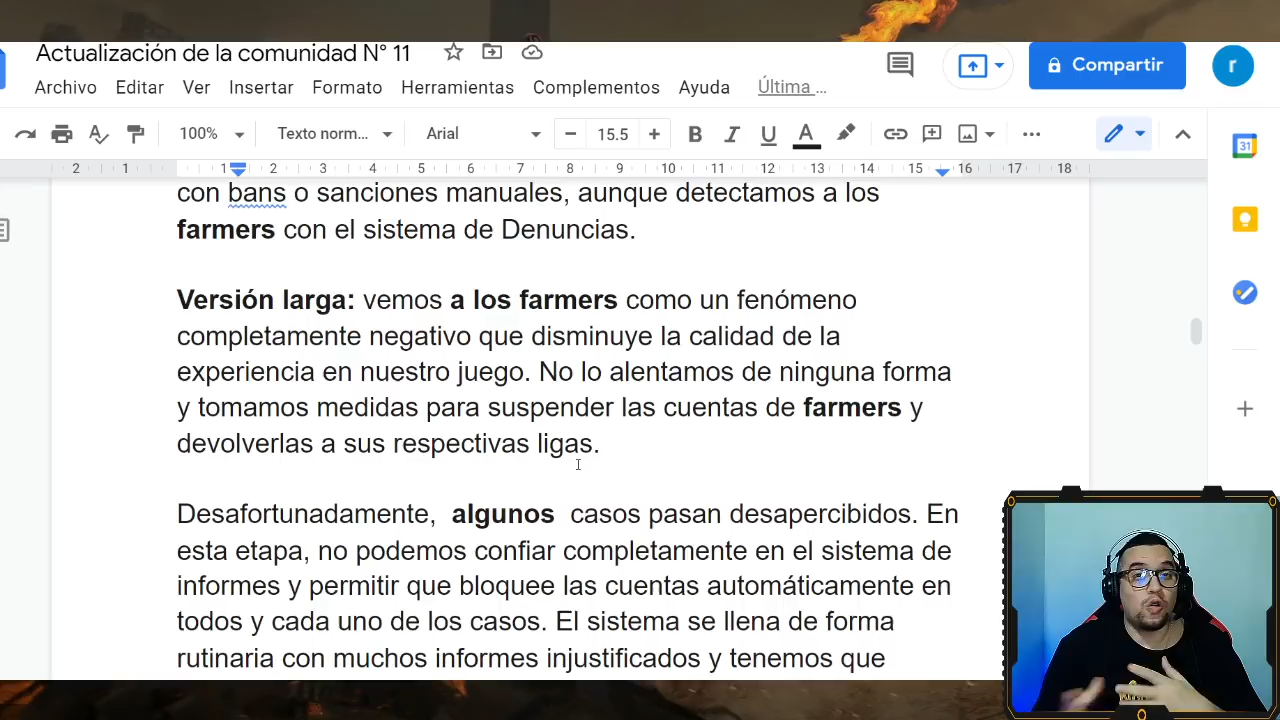 Actualización de la comunidad N° 11
Archivo Editar Ver Insertar Formato Herramientas Complementos Ayuda Última ...
Compartir
r
100% Texto norm... Arial 15.5 B I U A
31
2 1 1 2 3 4 5 6 7 8 9 10 11 12 13 14 15 16 17 18
con bans o sanciones manuales, aunque detectamos a los
farmers con el sistema de Denuncias.
Versión larga: vemos a los farmers como un fenómeno
completamente negativo que disminuye la calidad de la
experiencia en nuestro juego. No lo alentamos de ninguna forma
y tomamos medidas para suspender las cuentas de farmers y
devolverlas a sus respectivas ligas.
Desafortunadamente, algunos casos pasan desapercibidos. En
esta etapa, no podemos confiar completamente en el sistema de
informes y permitir que bloquee las cuentas automáticamente en
todos y cada uno de los casos. El sistema se llena de forma
rutinaria con muchos informes injustificados y tenemos que